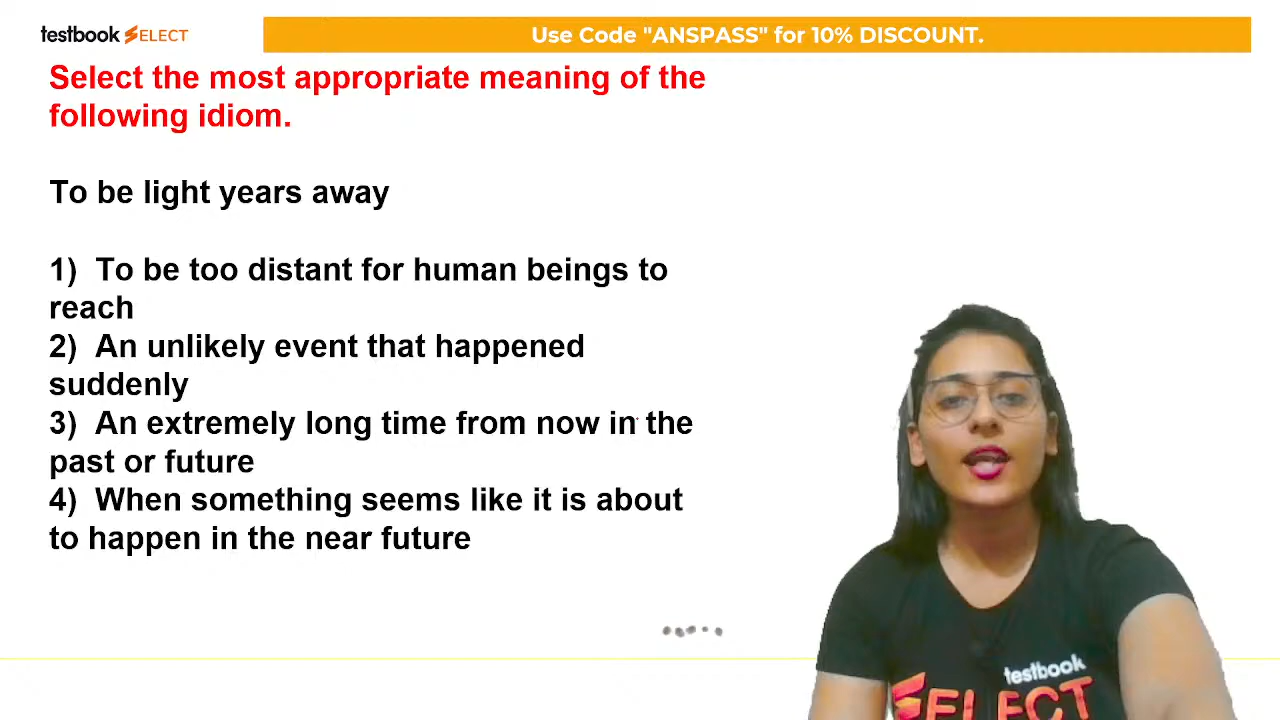 testbook SELECT
Use Code "ANSPASS" for 10% DISCOUNT.
Select the most appropriate meaning of the
following idiom.
To be light years away
1) To be too distant for human beings to
reach
2) An unlikely event that happened
suddenly
3) An extremely long time from now in the
past or future
4) When something seems like it is about
to happen in the near future
testbook
SELECT